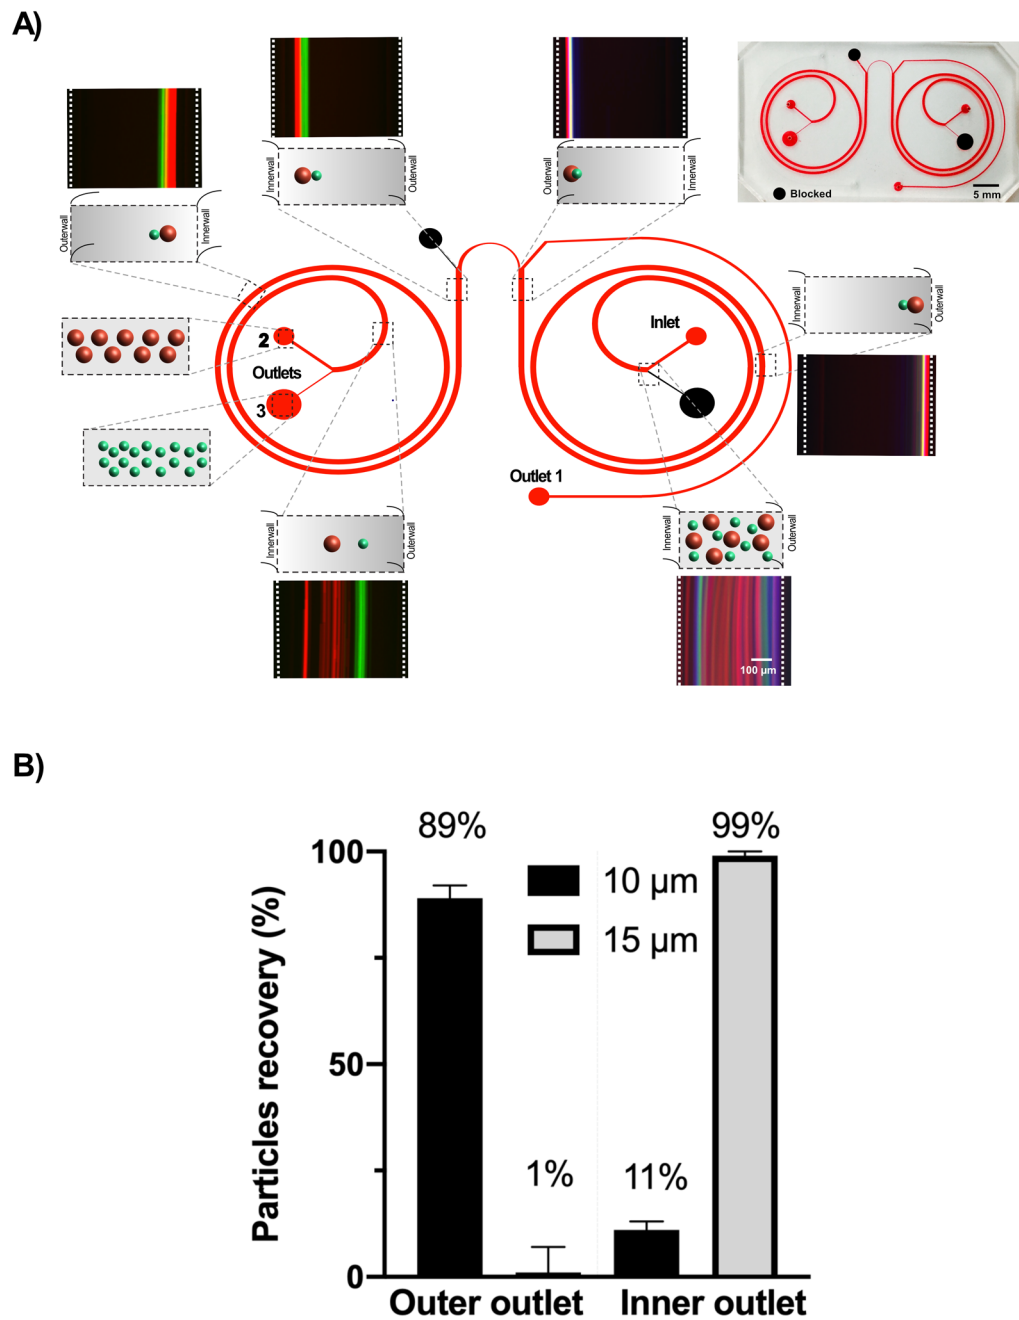 A)
Blocked
5 mm
Innerwall
Outerwall
Innerwall
Outerwall
Outerwall
Innerwall
Outerwall
2
Outlets
3
Inlet
Outlet 1
Innerwall
Outerwall
Innerwall
Outerwall
100 µm
B)
Particles recovery (%)
100
50
0
89%
1%
11%
99%
10 µm
15 µm
Outer outlet
Inner outlet